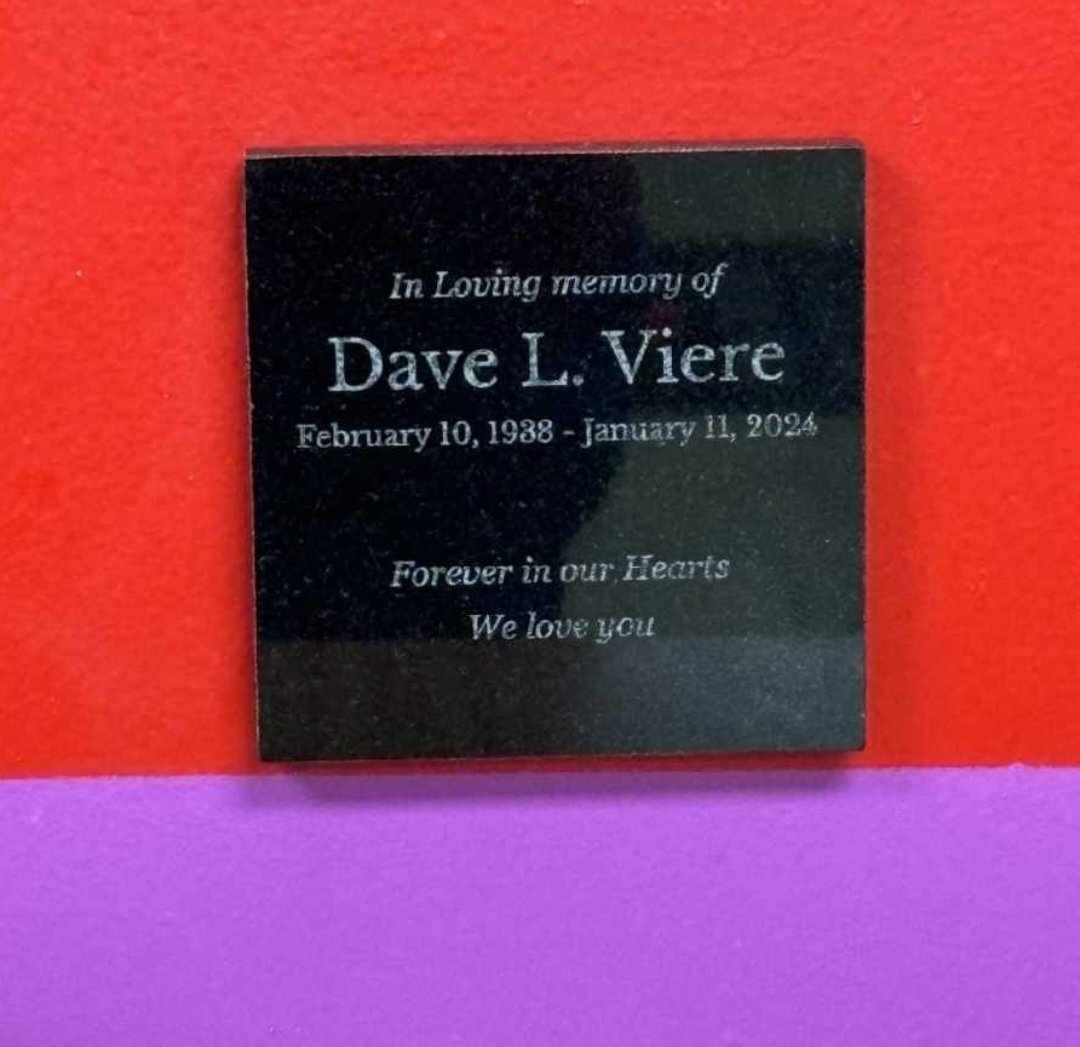 In Loving memory of
Dave L. Viere
February 10, 1938 - January 11, 2024
Forever in our Hearts
We love you